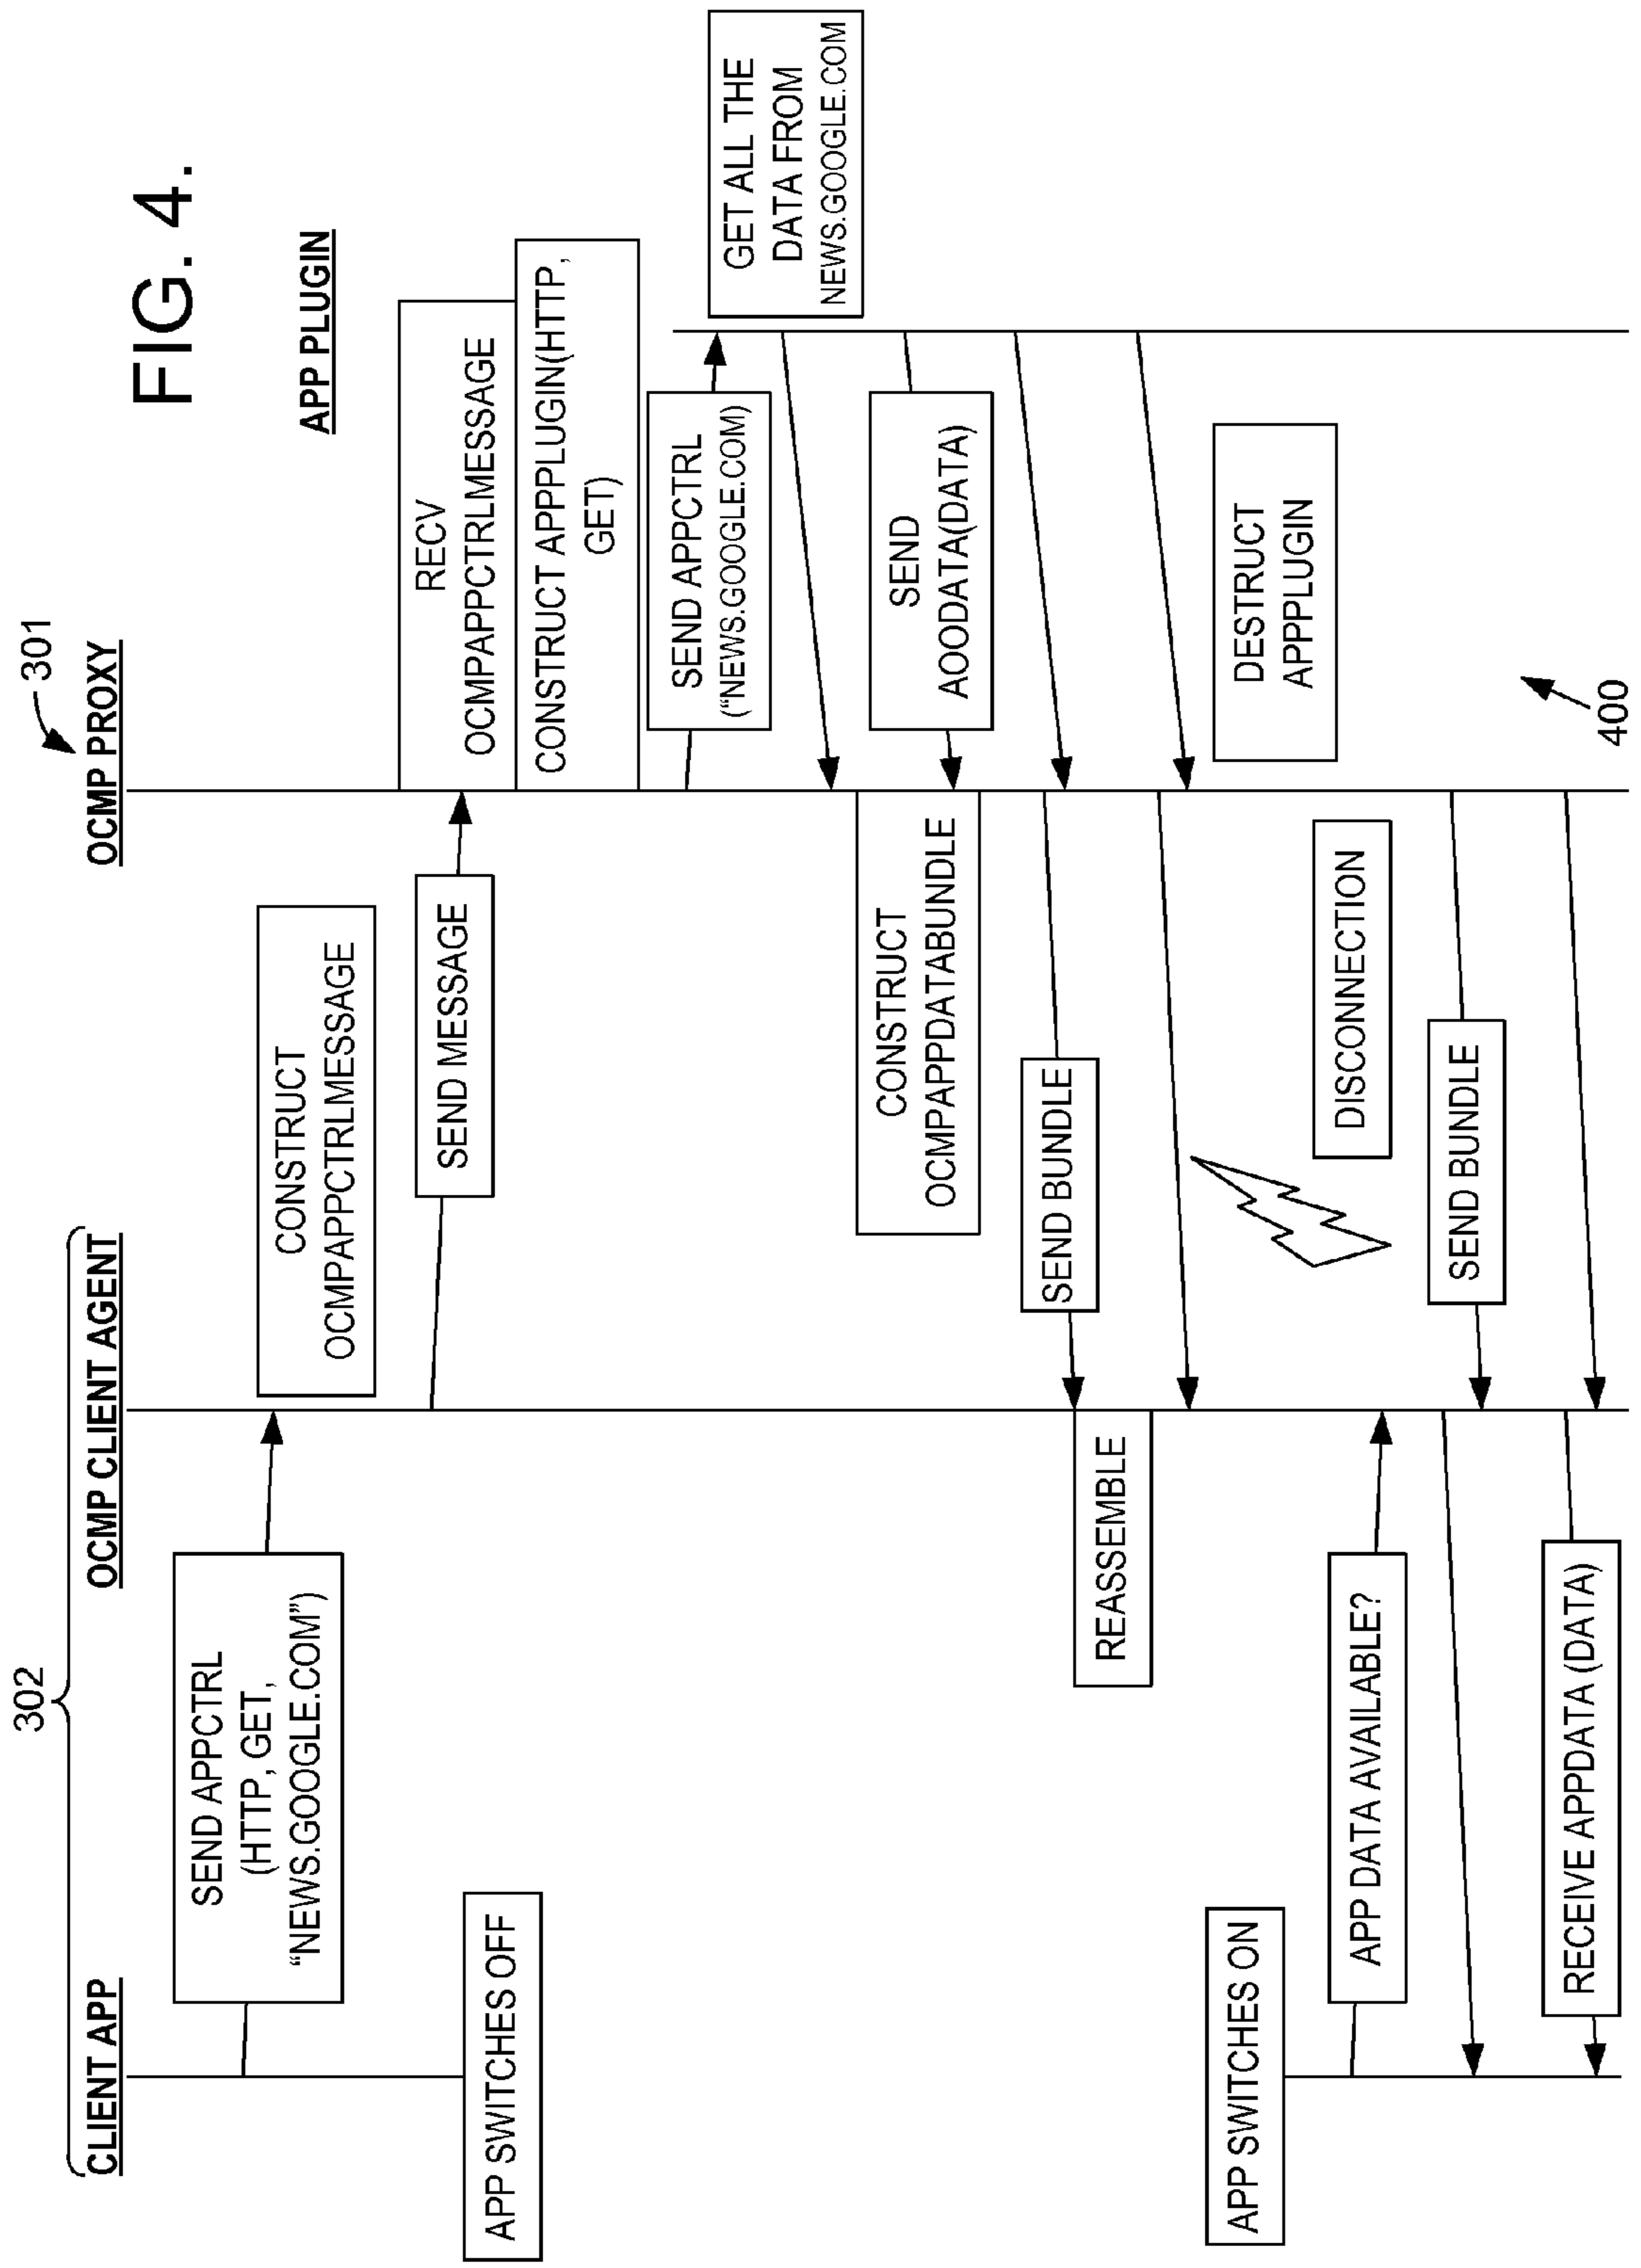 FIG. 4.
302
301
CLIENT APP
OCMP CLIENT AGENT
OCMP PROXY
APP PLUGIN
SEND APPCTRL
(HTTP, GET,
“NEWS.GOOGLE.COM”)
CONSTRUCT
OCMPAPPCTRLMESSAGE
APP SWITCHES OFF
SEND MESSAGE
RECV
OCMPAPPCTRLMESSAGE
CONSTRUCT APPPLUGIN(HTTP,
GET)
SEND APPCTRL
(“NEWS.GOOGLE.COM)
GET ALL THE
DATA FROM
NEWS.GOOGLE.COM
SEND
AOODATA(DATA)
CONSTRUCT
OCMPAPPDATABUNDLE
SEND BUNDLE
REASSEMBLE
DESTRUCT
APPPLUGIN
APP SWITCHES ON
DISCONNECTION
APP DATA AVAILABLE?
SEND BUNDLE
RECEIVE APPDATA (DATA)
400